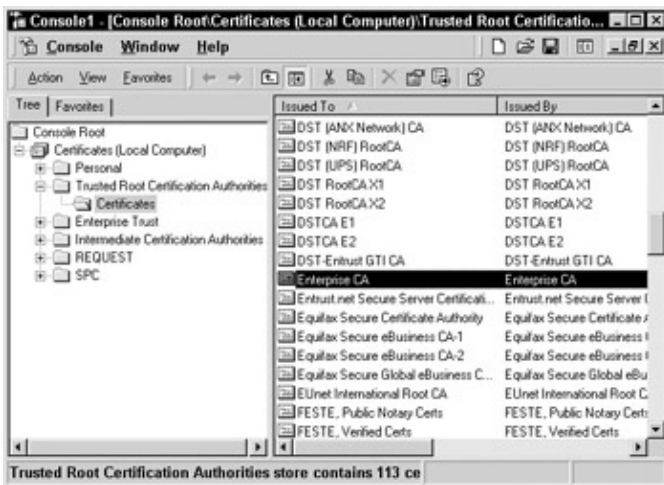 Console1 - [Console Root\Certificates (Local Computer)\Trusted Root Certificatio...
Console Window Help
Action View Favorites
Tree Favorites
Console Root
Certificates (Local Computer)
Personal
Trusted Root Certification Authorities
Certificates
Enterprise Trust
Intermediate Certification Authorities
REQUEST
SPC
Issued To Issued By
DST (ANX Network) CA DST (ANX Network) CA
DST (NRF) RootCA DST (NRF) RootCA
DST (UPS) RootCA DST (UPS) RootCA
DST RootCA X1 DST RootCA X1
DST RootCA X2 DST RootCA X2
DSTCA E1 DSTCA E1
DSTCA E2 DSTCA E2
DST-Entrust GTI CA DST-Entrust GTI CA
Enterprise CA Enterprise CA
Entrust.net Secure Server Certificati... Entrust.net Secure Server
Equifax Secure Certificate Authority Equifax Secure Certificate
Equifax Secure eBusiness CA-1 Equifax Secure eBusiness
Equifax Secure eBusiness CA-2 Equifax Secure eBusiness
Equifax Secure Global eBusiness C... Equifax Secure Global eBu
EUnet International Root CA EUnet International Root C
FESTE, Public Notary Certs FESTE, Public Notary Cert
FESTE, Verified Certs FESTE, Verified Certs
Trusted Root Certification Authorities store contains 113 ce